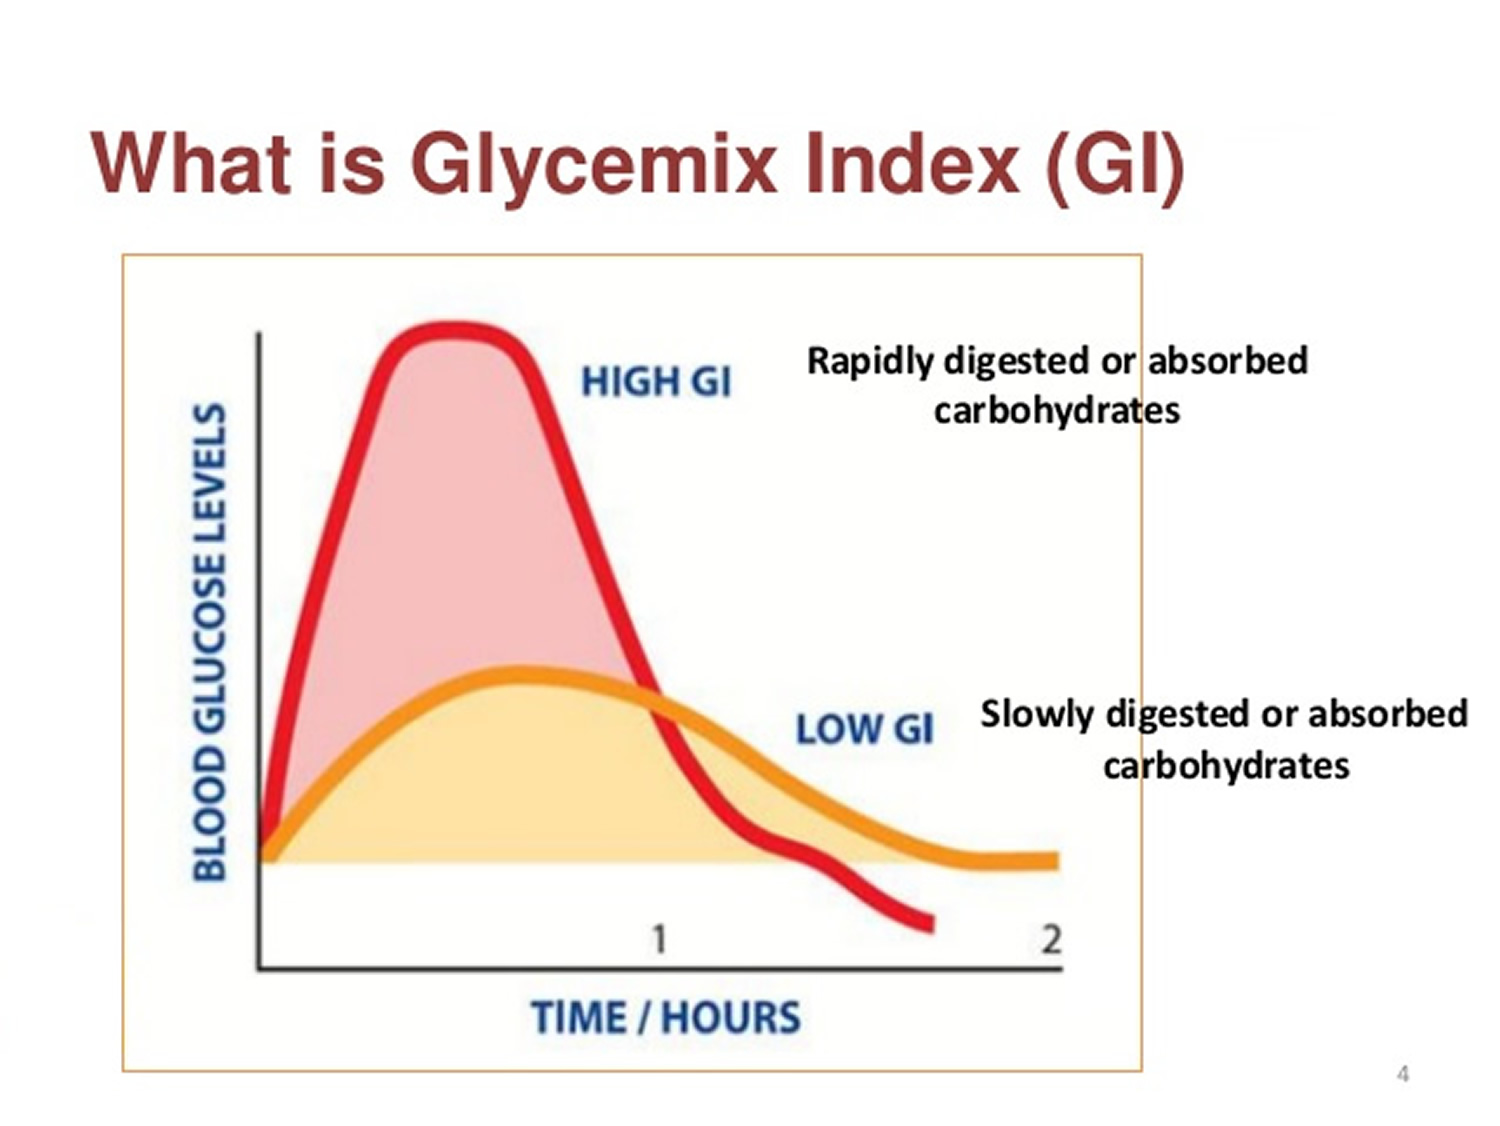 What is Glycemix Index (GI)
HIGH GI
Rapidly digested or absorbed
carbohydrates
BLOOD GLUCOSE LEVELS
LOW GI
Slowly digested or absorbed
carbohydrates
1
2
TIME / HOURS
4